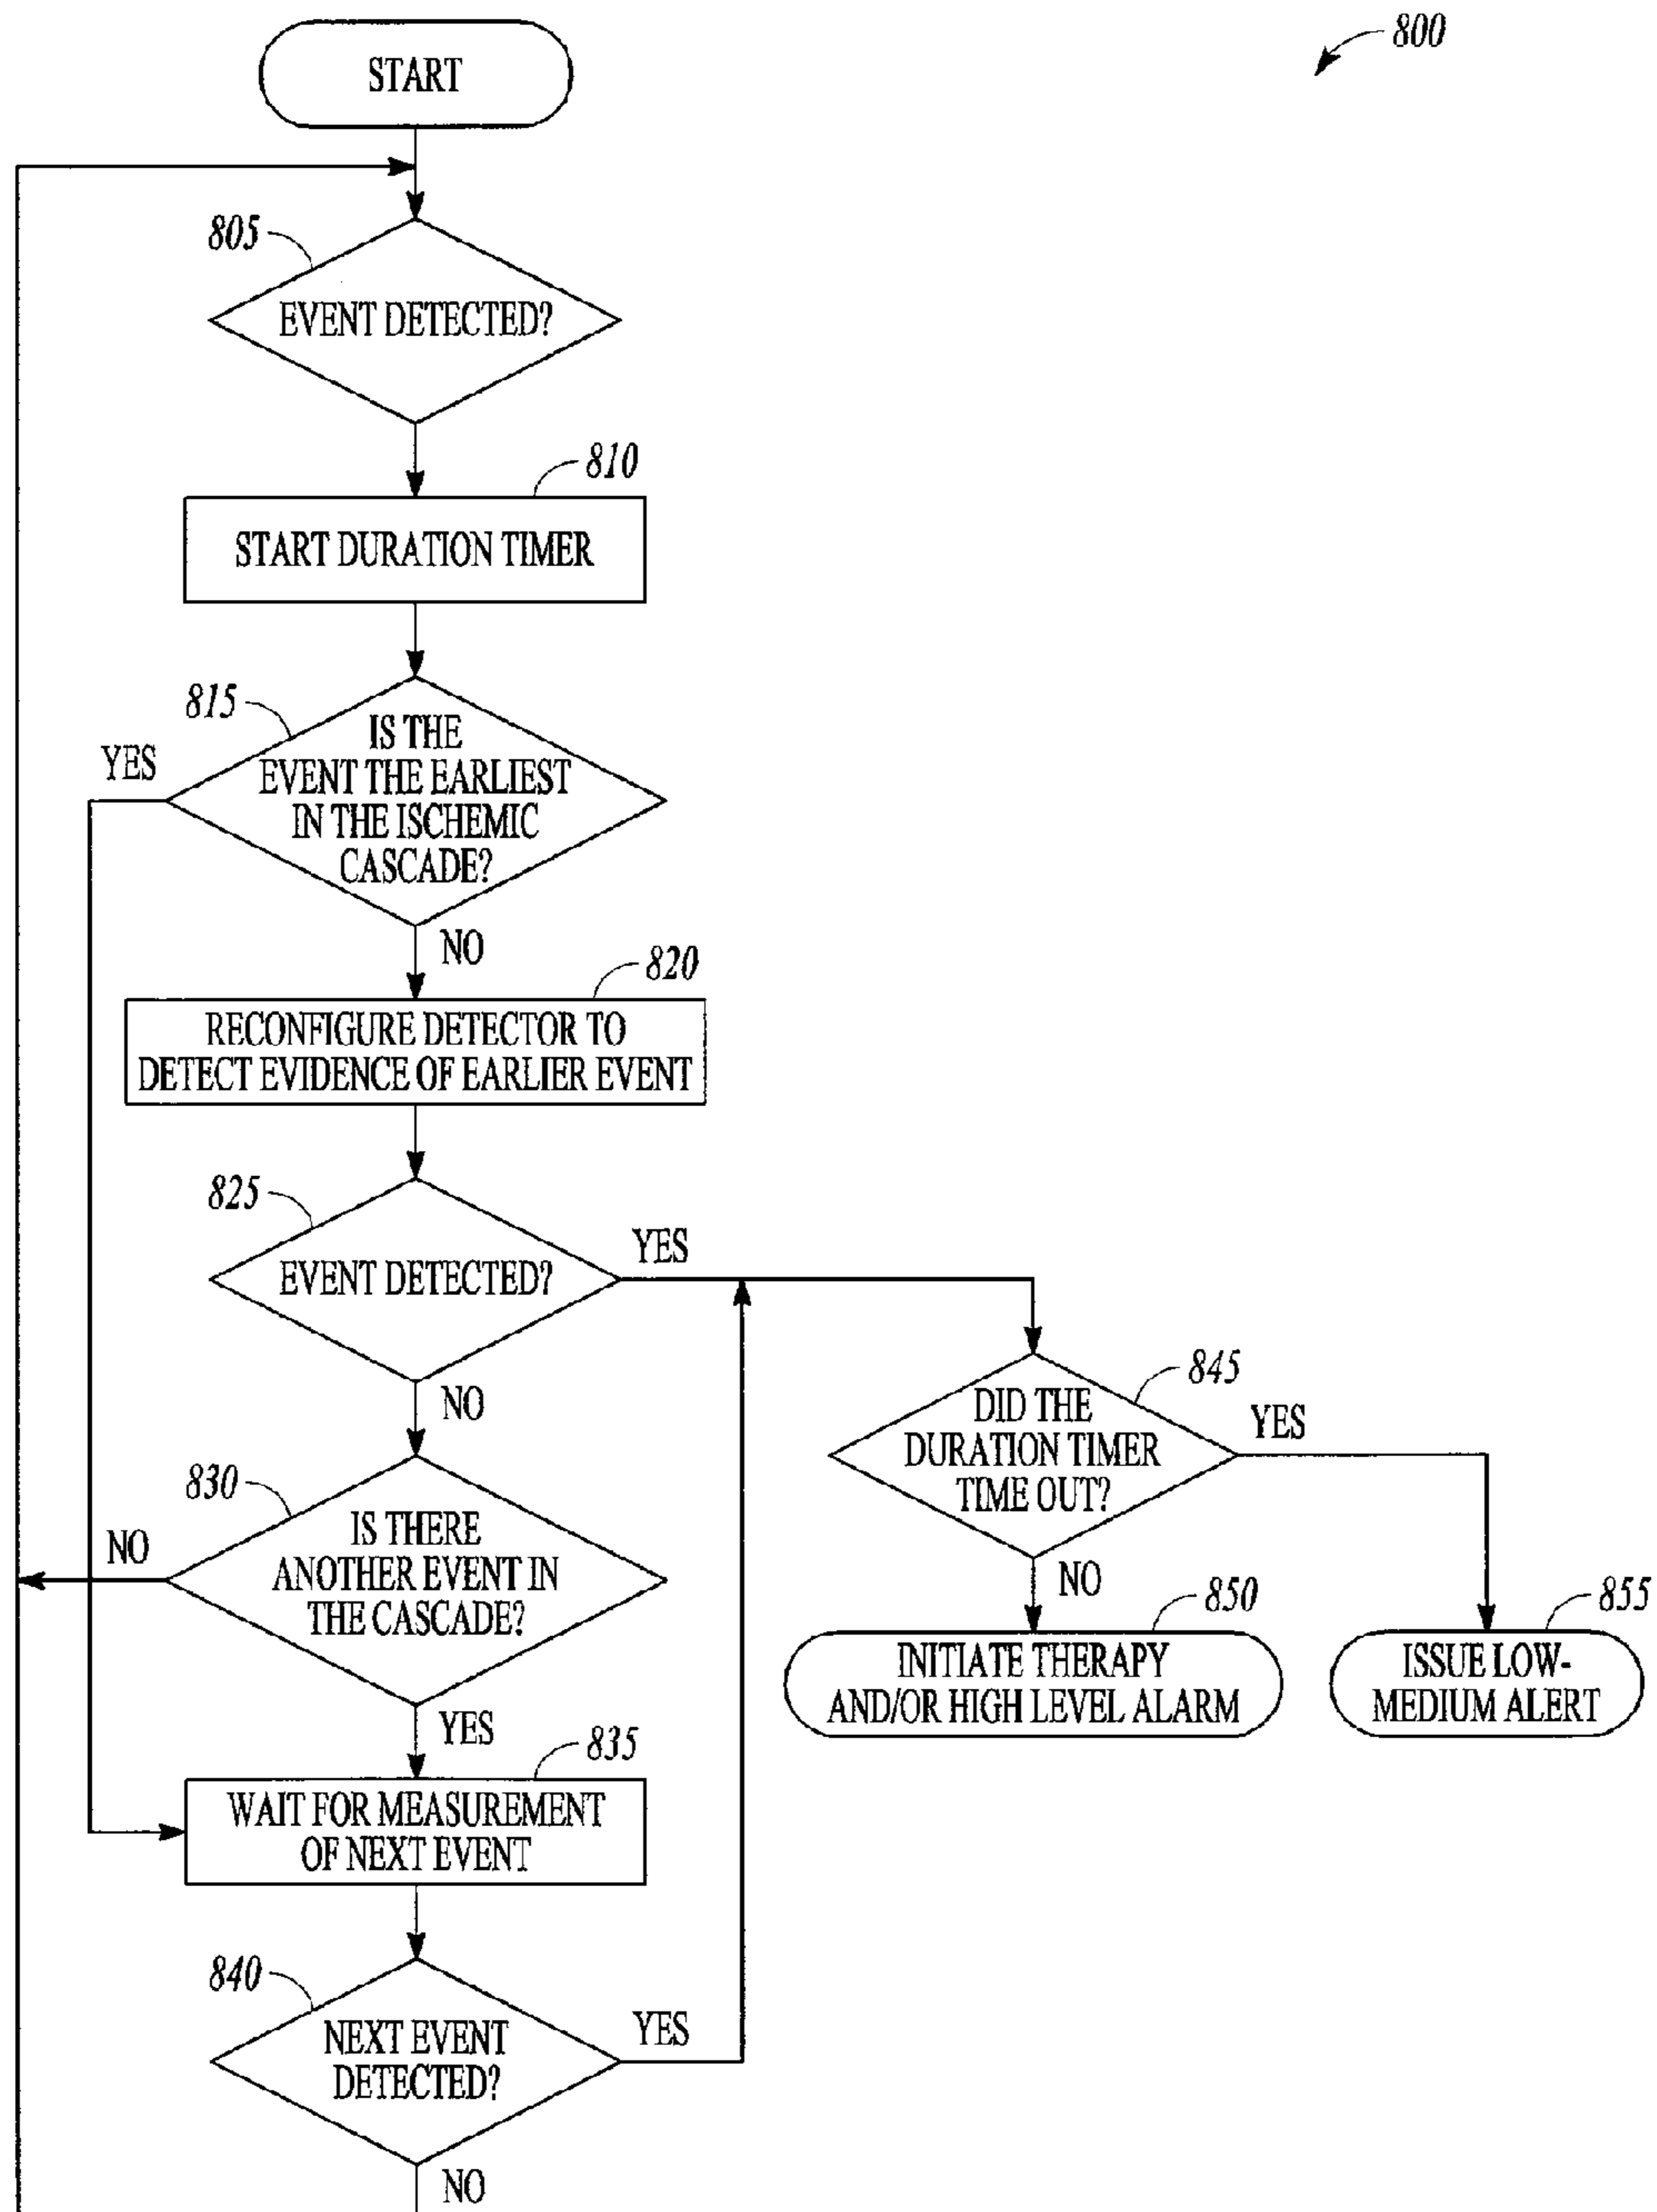 800
START
805
EVENT DETECTED?
810
START DURATION TIMER
815
YES
IS THE
EVENT THE EARLIEST
IN THE ISCHEMIC
CASCADE?
NO
820
RECONFIGURE DETECTOR TO
DETECT EVIDENCE OF EARLIER EVENT
825
EVENT DETECTED?
YES
NO
845
DID THE
DURATION TIMER
TIME OUT?
YES
NO
830
NO
IS THERE
ANOTHER EVENT IN
THE CASCADE?
YES
850
INITIATE THERAPY
AND/OR HIGH LEVEL ALARM
855
ISSUE LOW-
MEDIUM ALERT
835
WAIT FOR MEASUREMENT
OF NEXT EVENT
840
NEXT EVENT
DETECTED?
YES
NO